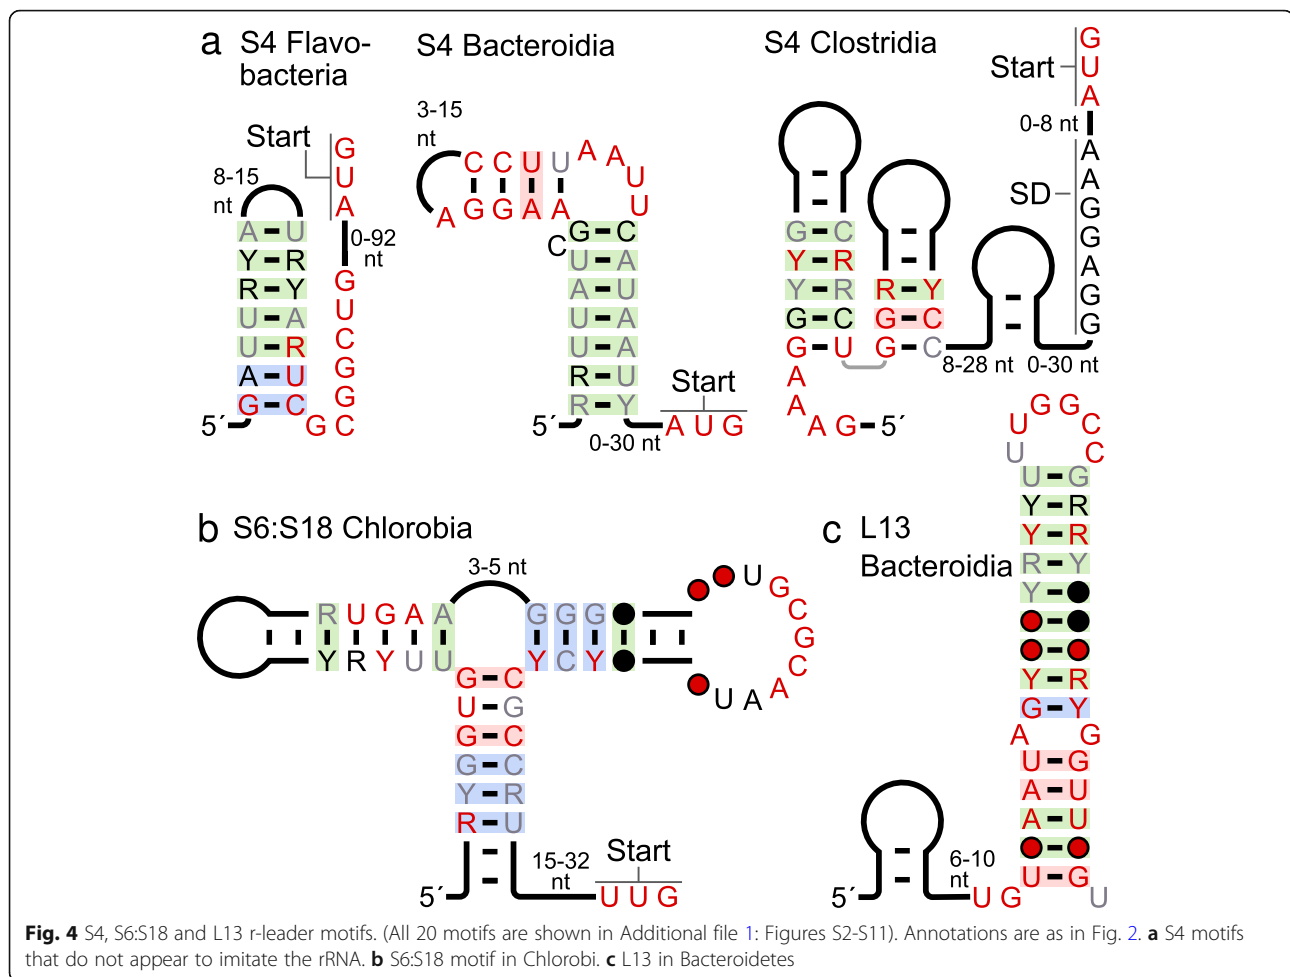 a S4 Flavo-
bacteria
S4 Bacteroidia
S4 Clostridia
Start
G
U
A
8-15
nt
0-92
nt
A U
Y R
R Y
U A
U R
A U
G C
5´
G C
G
U
C
G
G
3-15
nt
C C U U A A U U
A G G A A
C
G C
U A
A U
U A
U A
R U
R Y
5´
0-30 nt
Start
A U G
G C
Y R
Y R
G C
G U
A
A
A G 5´
R Y
G C
G C
8-28 nt
0-30 nt
Start
G
U
A
0-8 nt
SD
A
A
G
G
A
G
G
b S6:S18 Chlorobia
3-5 nt
R U G A A
Y R Y U U
G G G
Y C Y
U G C G C A A U
G C
U G
G C
G C
Y R
R U
5´
15-32
nt
Start
U U G
c L13
Bacteroidia
U G G C
U C
U G
Y R
Y R
R Y
Y
Y R
G Y
A G
U G
A U
A U
U G
U
6-10
nt
U G
5´
Fig. 4 S4, S6:S18 and L13 r-leader motifs. (All 20 motifs are shown in Additional file 1: Figures S2-S11). Annotations are as in Fig. 2. a S4 motifs
that do not appear to imitate the rRNA. b S6:S18 motif in Chlorobi. c L13 in Bacteroidetes